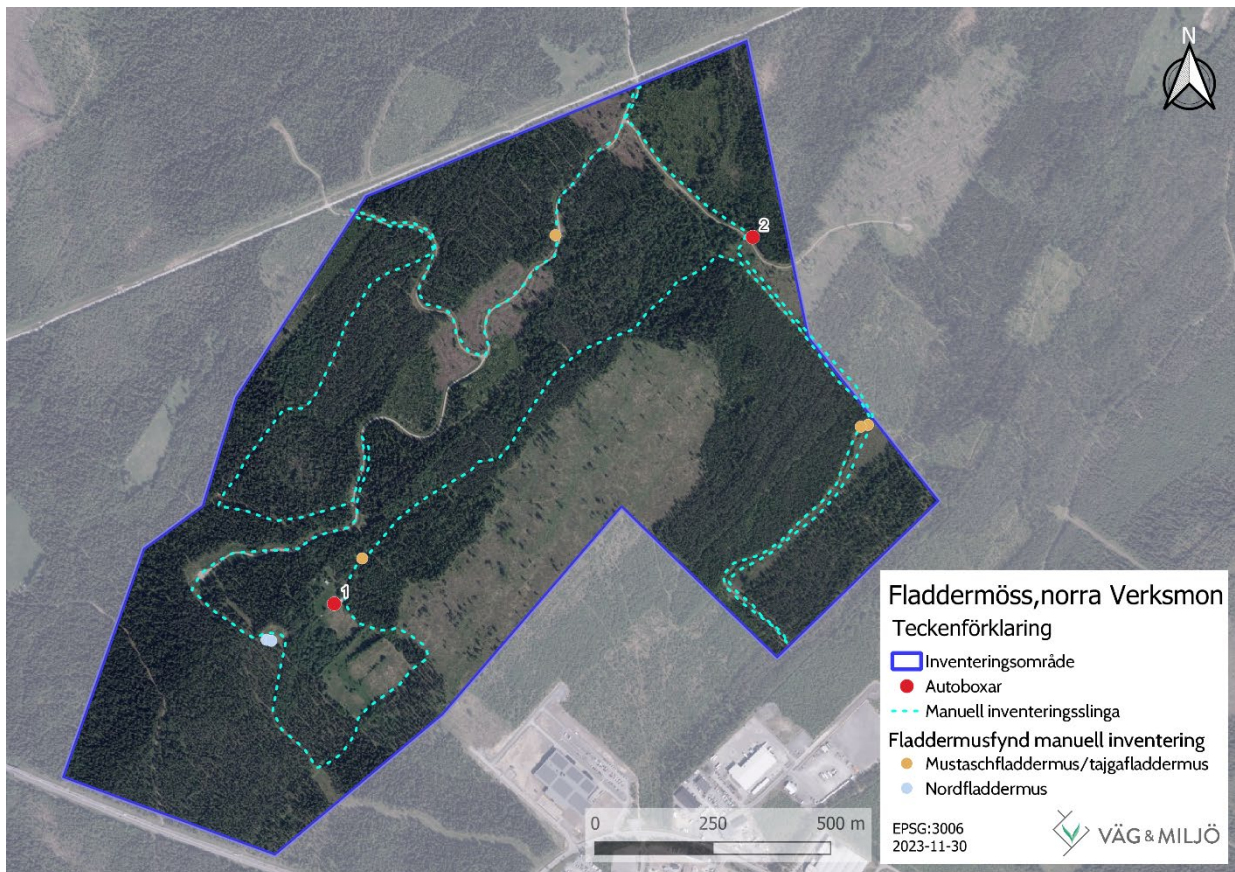 N
2
1
Fladdermöss,norra Verksmon
Teckenförklaring
Inventeringsområde
Autoboxar
Manuell inventeringsslinga
Fladdermusfynd manuell inventering
Mustaschfladdermus/tajgafladdermus
Nordfladdermus
0 250 500 m
EPSG:3006
2023-11-30
VÄG & MILJÖ